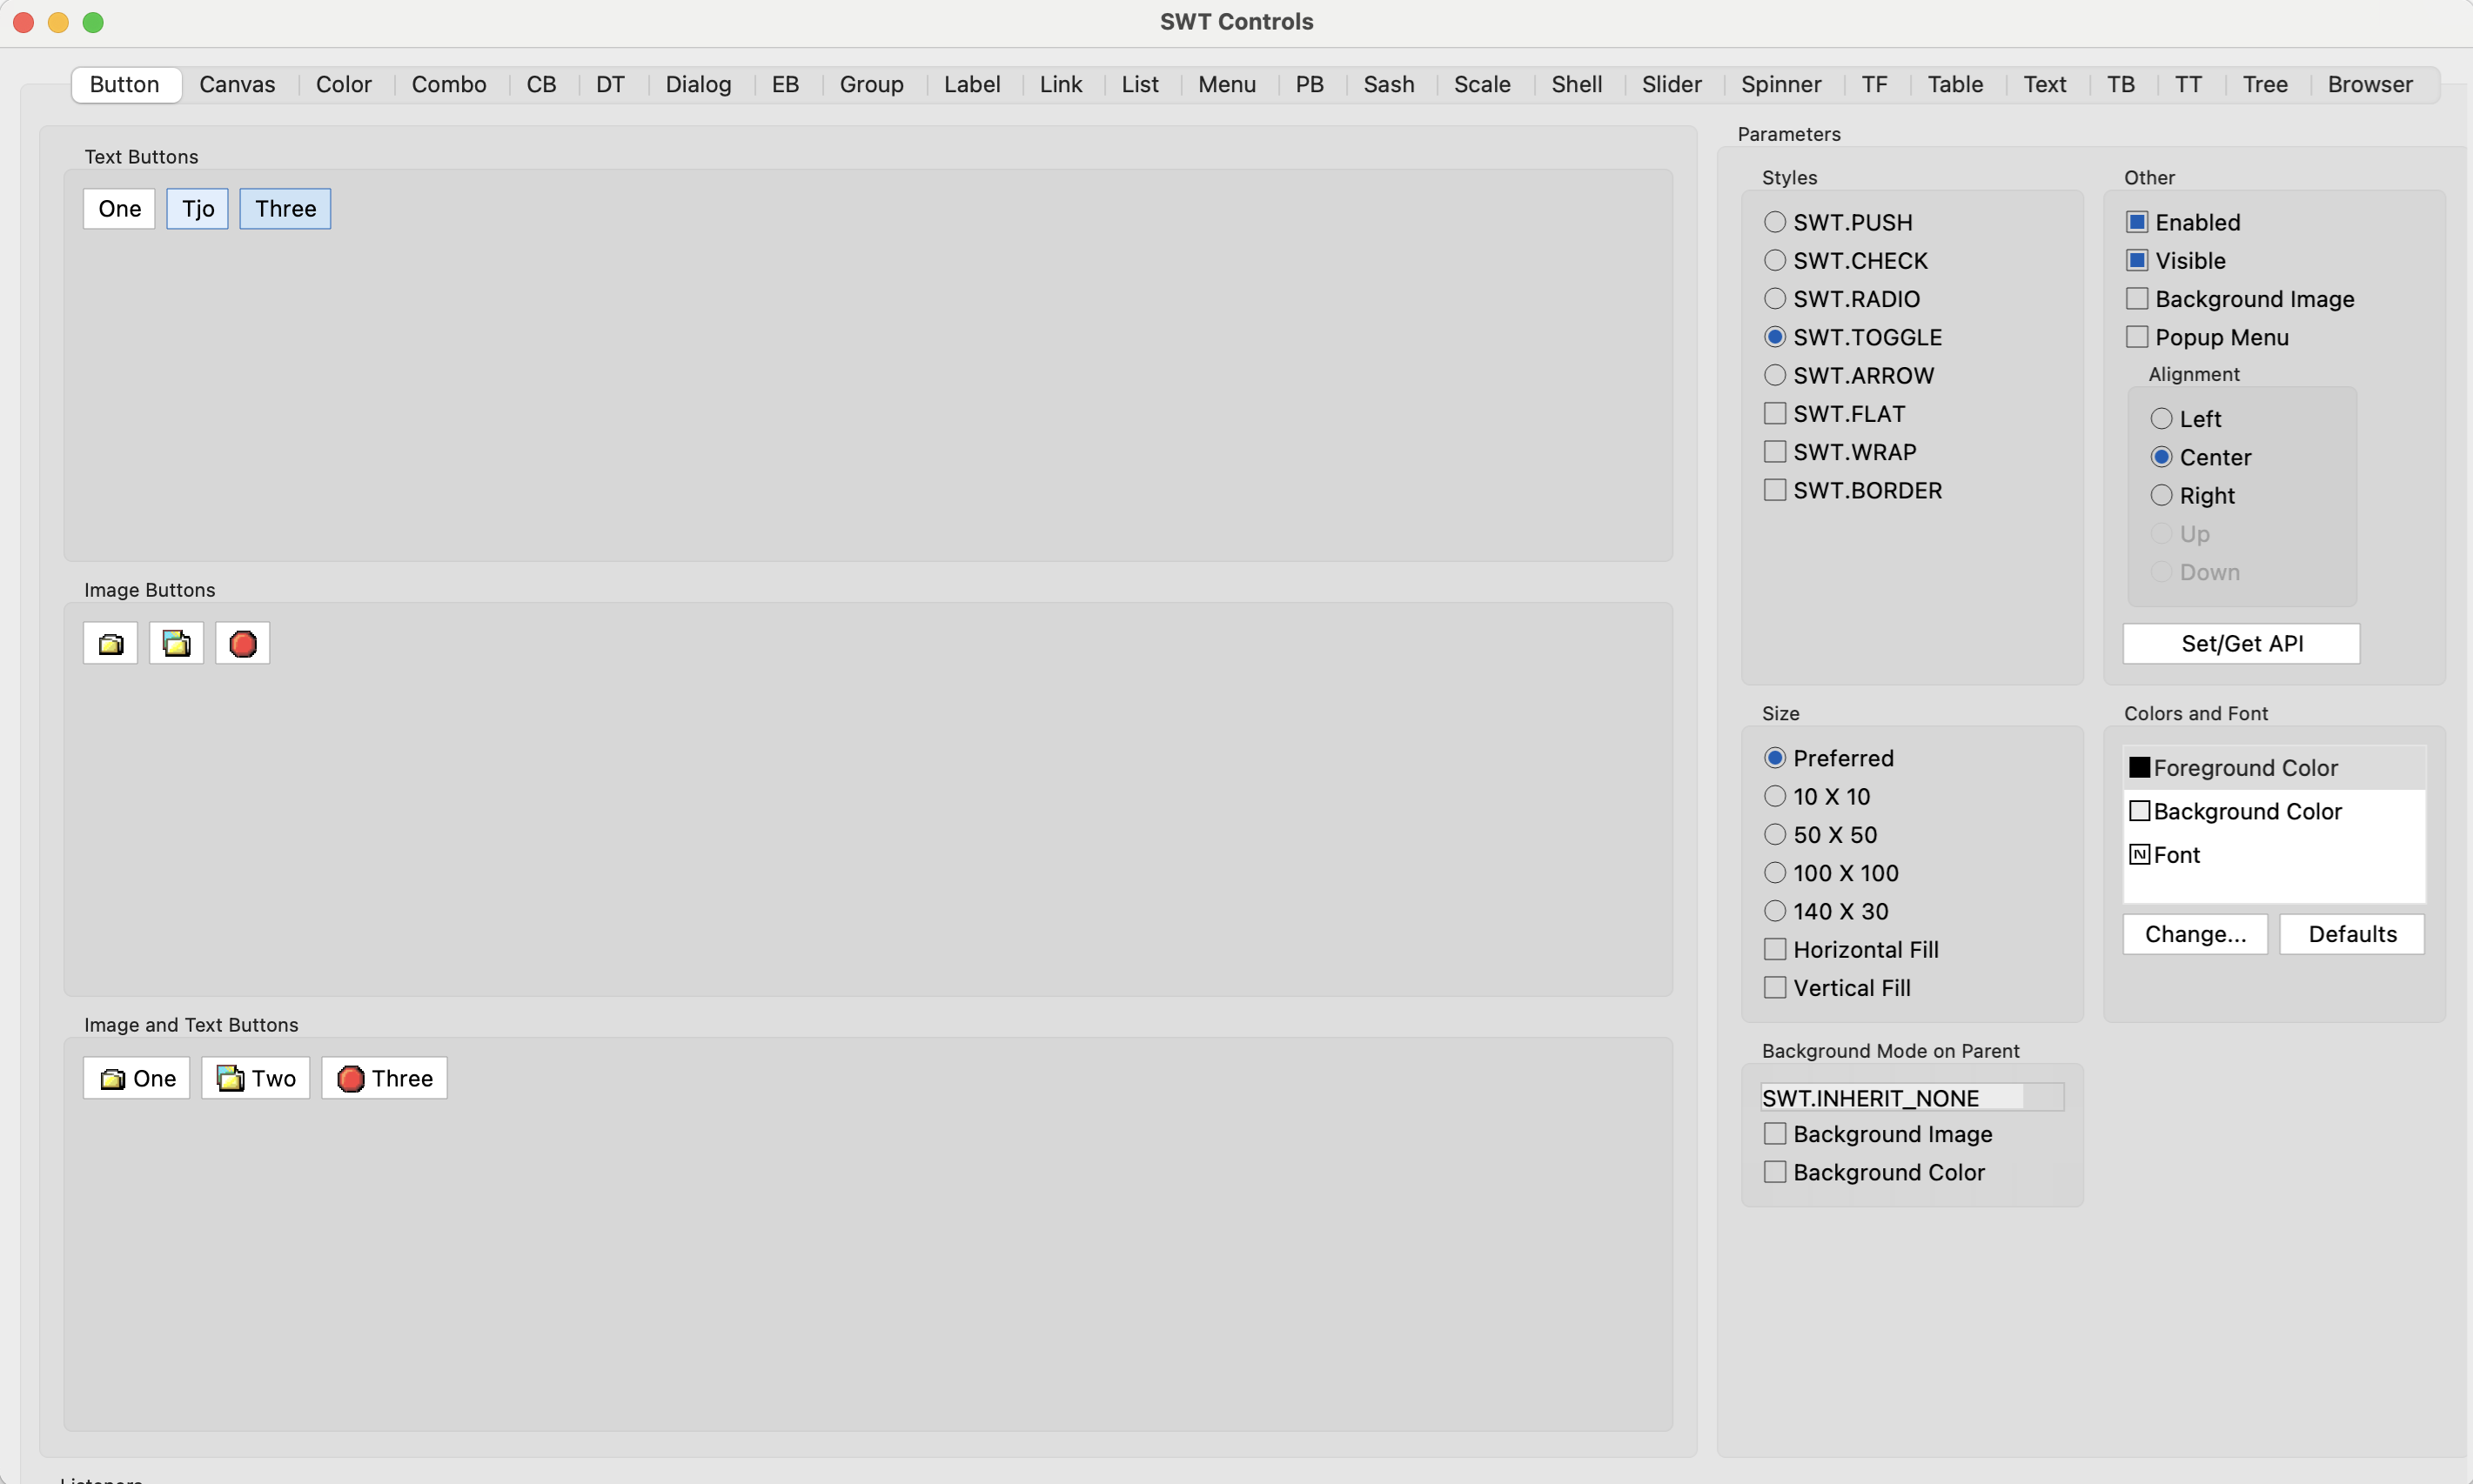 SWT Controls
Button Canvas Color Combo CB DT Dialog EB Group Label Link List Menu PB Sash Scale Shell Slider Spinner TF Table Text TB TT Tree Browser
Text Buttons
One Tjo Three
Image Buttons
Image and Text Buttons
One Two Three
Parameters
Styles
SWT.PUSH
SWT.CHECK
SWT.RADIO
SWT.TOGGLE
SWT.ARROW
SWT.FLAT
SWT.WRAP
SWT.BORDER
Other
Enabled
Visible
Background Image
Popup Menu
Alignment
Left
Center
Right
Up
Down
Set/Get API
Size
Preferred
10 X 10
50 X 50
100 X 100
140 X 30
Horizontal Fill
Vertical Fill
Colors and Font
Foreground Color
Background Color
N Font
Change... Defaults
Background Mode on Parent
SWT.INHERIT_NONE
Background Image
Background Color
Listeners